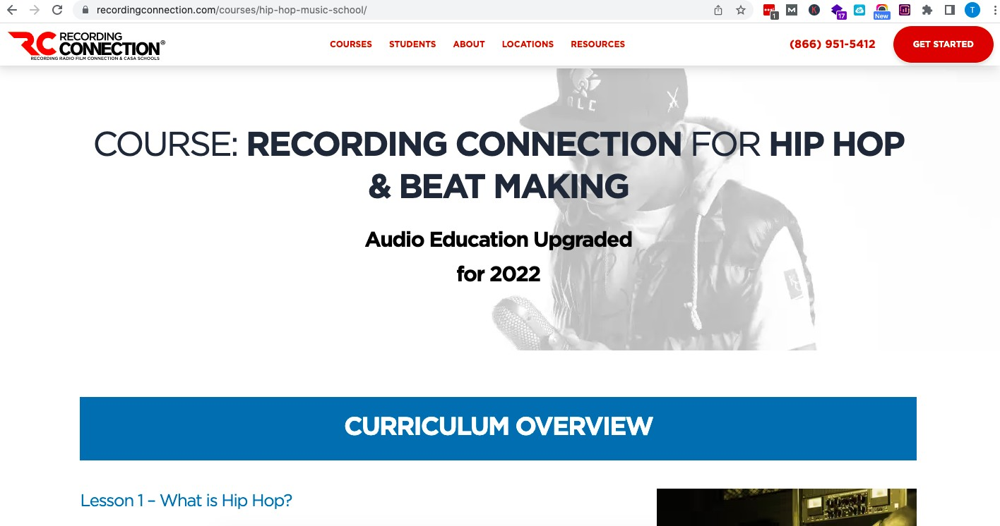 recordingconnection.com/courses/hip-hop-music-school/
1
M
K
17
New
T
RC RECORDING CONNECTION®
RECORDING RADIO FILM CONNECTION & CASA SCHOOLS
COURSES STUDENTS ABOUT LOCATIONS RESOURCES
(866) 951-5412
GET STARTED
COURSE: RECORDING CONNECTION FOR HIP HOP
& BEAT MAKING
Audio Education Upgraded
for 2022
CURRICULUM OVERVIEW
Lesson 1 – What is Hip Hop?